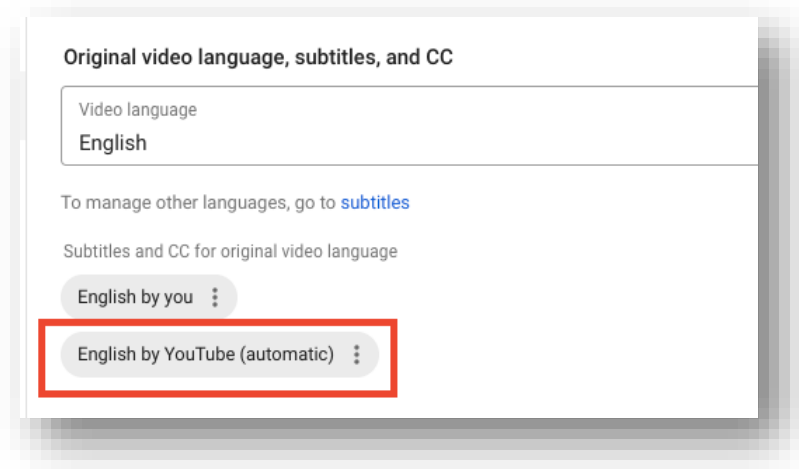 Original video language, subtitles, and CC
Video language
English
To manage other languages, go to subtitles
Subtitles and CC for original video language
English by you
English by YouTube (automatic)